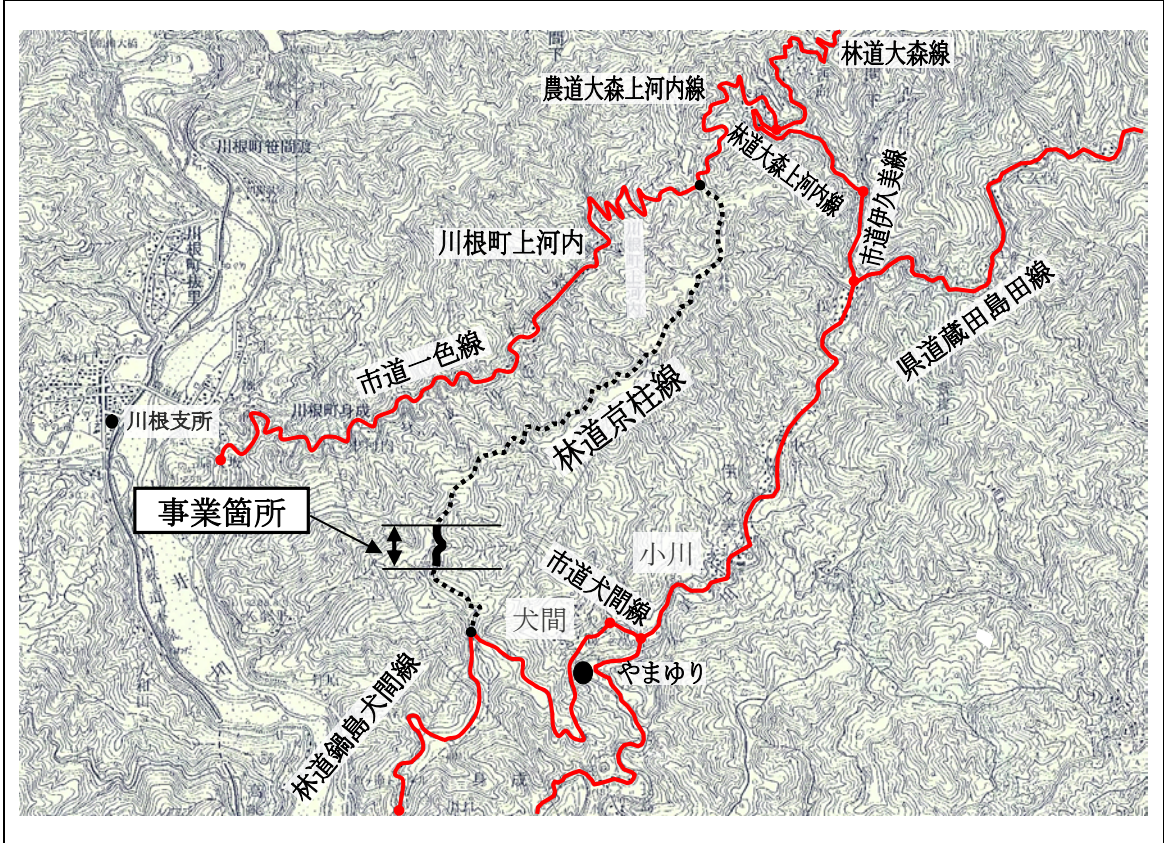 林道大森線
農道大森上河内線
川根町笹間渡
林道大森上河内線
市道伊久美線
川根町上河内
県道蔵田島田線
市道一色線
川根町身成
林道京柱線
川根支所
事業箇所
小川
市道犬間線
犬間
やまゆり
林道鍋島犬間線
身成